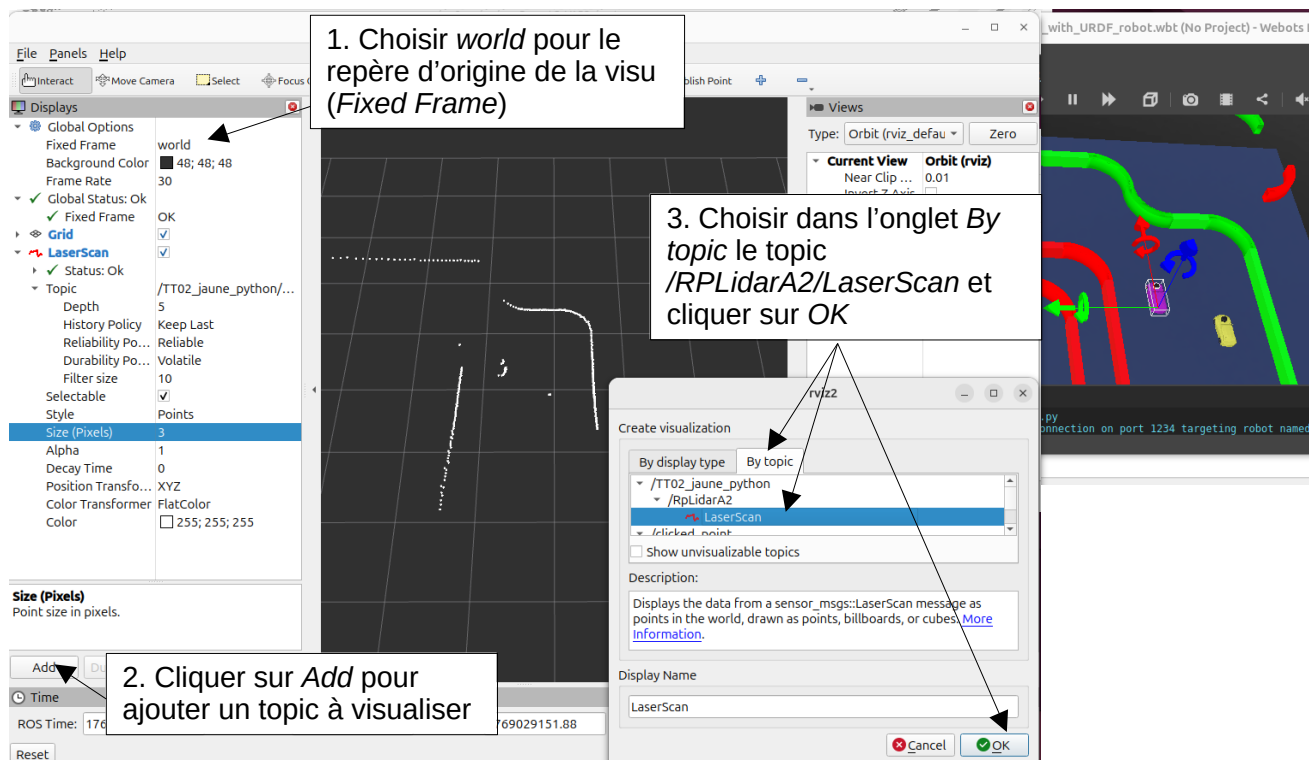 _with_URDF_robot.wbt (No Project) - Webots
1. Choisir world pour le
repère d'origine de la visu
(Fixed Frame)
File Panels Help
Interact Move Camera Select Focus
Publish Point
Displays
Global Options
Fixed Frame world
Background Color 48; 48; 48
Frame Rate 30
Global Status: Ok
Fixed Frame OK
Grid
LaserScan
Status: Ok
Topic /TT02_jaune_python/...
Depth 5
History Policy Keep Last
Reliability Po... Reliable
Durability Po... Volatile
Filter size 10
Selectable
Style Points
Size (Pixels) 3
Alpha 1
Decay Time 0
Position Transfo... XYZ
Color Transformer FlatColor
Color 255; 255; 255
Size (Pixels)
Point size in pixels.
Add
2. Cliquer sur Add pour
ajouter un topic à visualiser
Time
ROS Time: 176
769029151.88
Reset
Views
Type: Orbit (rviz_defau Zero
Current View Orbit (rviz)
Near Clip ... 0.01
Invert Z Axis
3. Choisir dans l'onglet By
topic le topic
/RPLidarA2/LaserScan et
cliquer sur OK
rviz2
Create visualization
By display type By topic
/TT02_jaune_python
/RpLidarA2
LaserScan
/clicked_point
Show unvisualizable topics
Description:
Displays the data from a sensor_msgs::LaserScan message as
points in the world, drawn as points, billboards, or cubes. More
Information.
Display Name
LaserScan
Cancel OK
.py
onnection on port 1234 targeting robot named